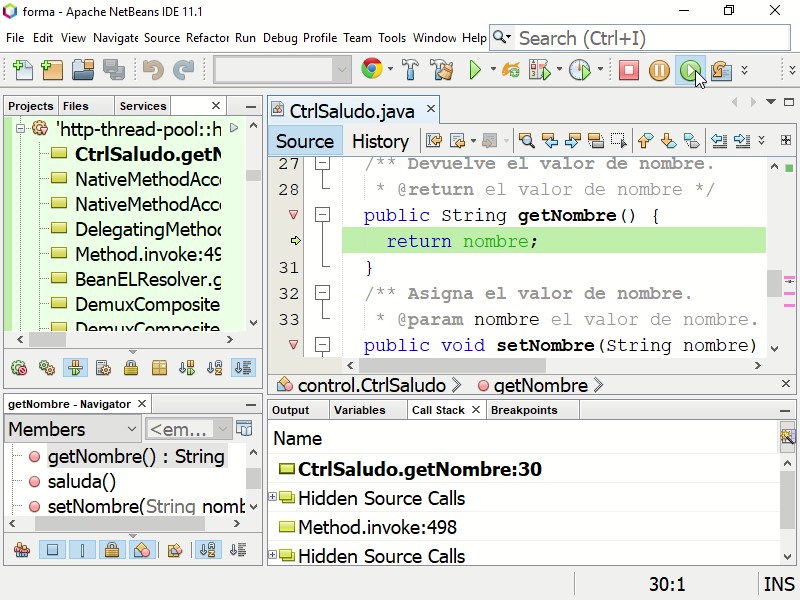 forma - Apache NetBeans IDE 11.1
File Edit View Navigate Source Refactor Run Debug Profile Team Tools Window Help
Search (Ctrl+I)
Projects Files Services
'http-thread-pool::h
CtrlSaludo.getN
NativeMethodAcce
NativeMethodAcce
DelegatingMethod
Method.invoke:49
BeanELResolver.g
DemuxComposite
DemuxComposite
getNombre - Navigator
Members
<em...
getNombre() : String
saluda()
setNombre(String nomb
CtrlSaludo.java
Source History
27 /** Devuelve el valor de nombre.
28 * @return el valor de nombre */
public String getNombre() {
return nombre;
31 }
32 /** Asigna el valor de nombre.
33 * @param nombre el valor de nombre.
public void setNombre(String nombre)
control.CtrlSaludo getNombre
Output Variables Call Stack Breakpoints
Name
CtrlSaludo.getNombre:30
Hidden Source Calls
Method.invoke:498
Hidden Source Calls
30:1 INS